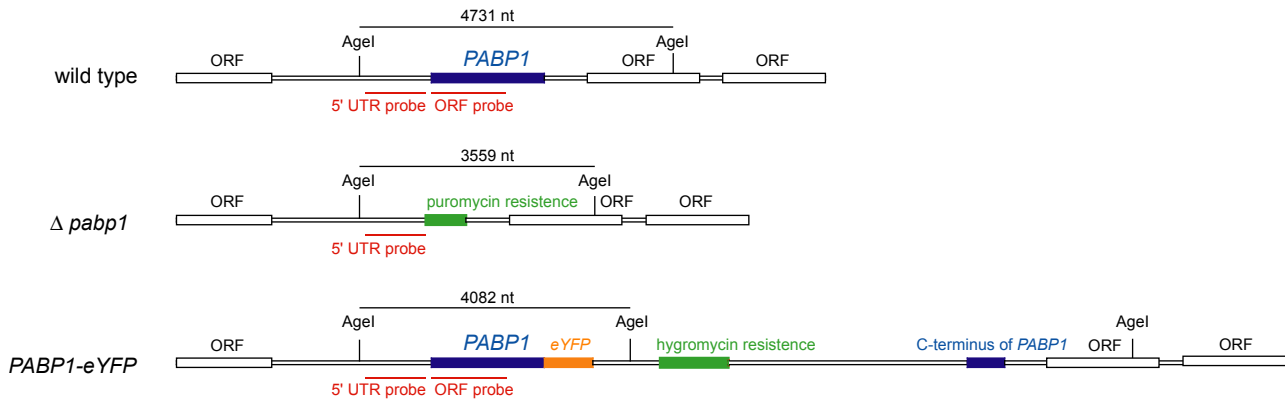 4731 nt
AgeI AgeI
wild type ORF PABP1 ORF ORF
5' UTR probe ORF probe
3559 nt
AgeI AgeI
Δ pabp1 ORF puromycin resistence ORF ORF
5' UTR probe
4082 nt
AgeI AgeI AgeI
PABP1-eYFP ORF PABP1 eYFP hygromycin resistence C-terminus of PABP1 ORF ORF
5' UTR probe ORF probe